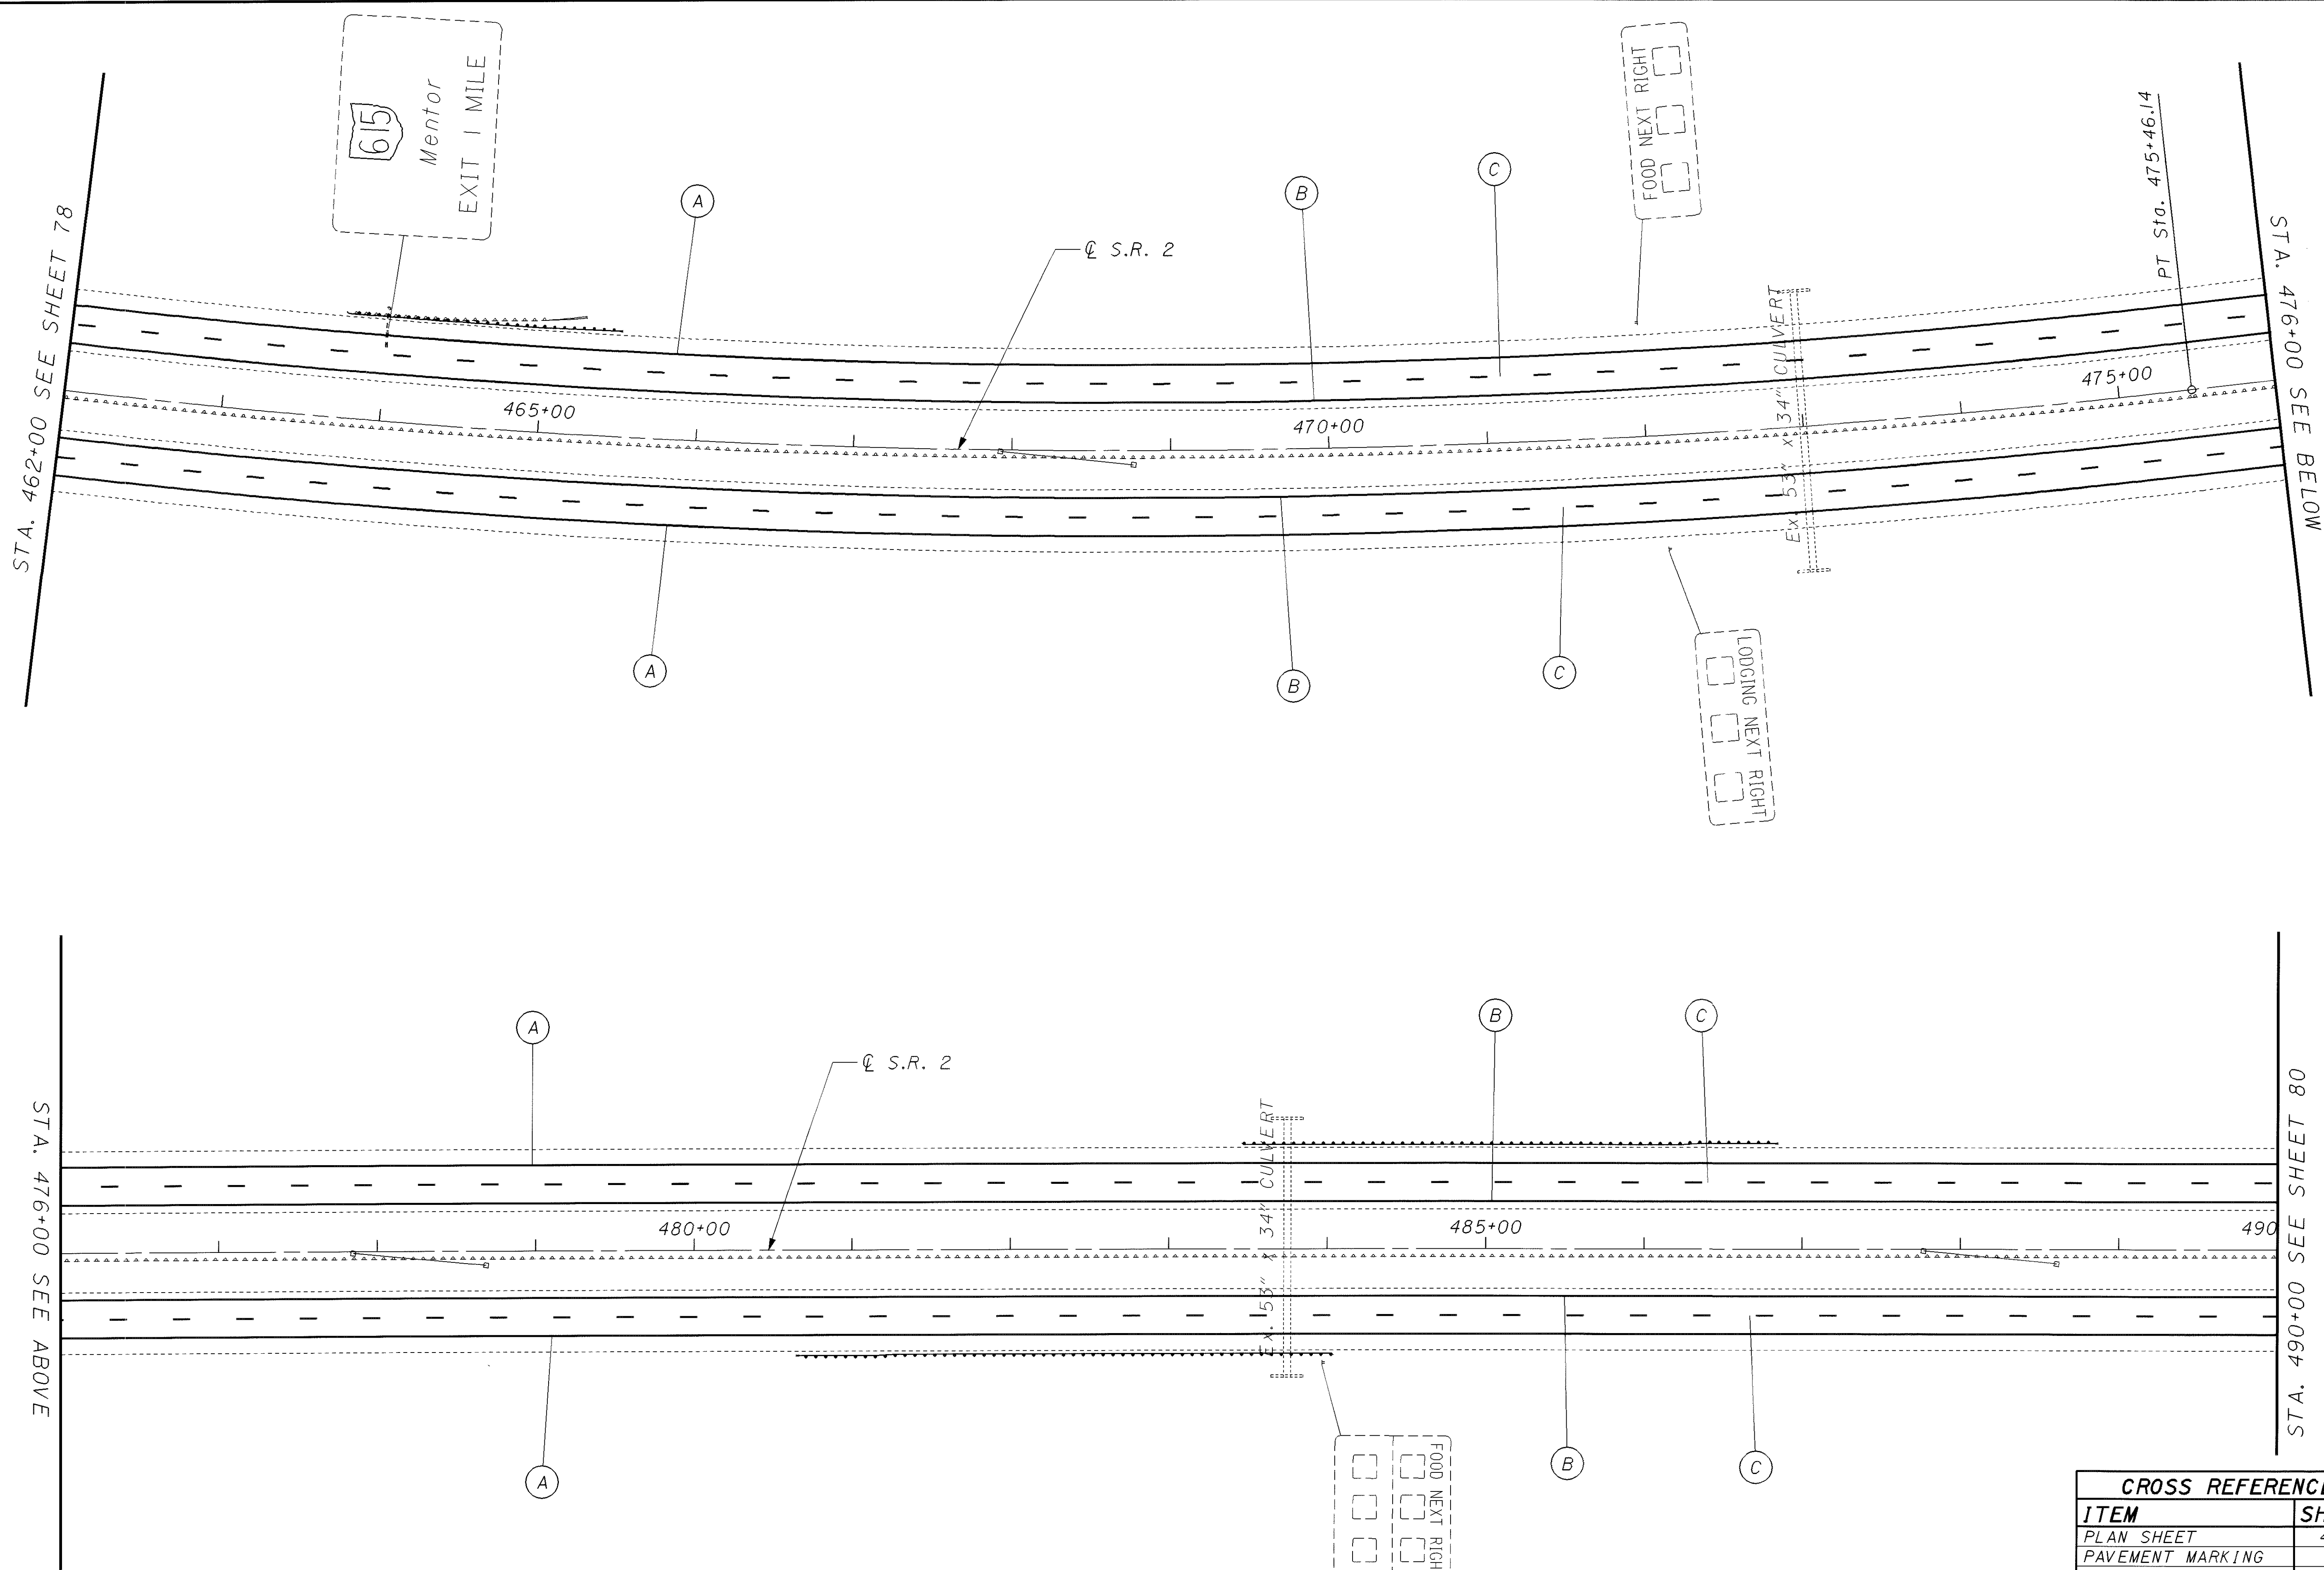 615
Mentor
EXIT 1 MILE
FOOD NEXT RIGHT
STA. 462+00 SEE SHEET 78
A
B
C
℄ S.R. 2
PT Sta. 475+46.14
STA. 476+00 SEE BELOW
465+00
470+00
475+00
Ex. 53" x 34" CULVERT
A
B
C
LODGING NEXT RIGHT
A
B
C
℄ S.R. 2
STA. 476+00 SEE ABOVE
480+00
485+00
490
Ex. 53" x 34" CULVERT
STA. 490+00 SEE SHEET 80
A
B
C
FOOD NEXT RIGH
CROSS REFERENC
ITEM SH
PLAN SHEET
PAVEMENT MARKING